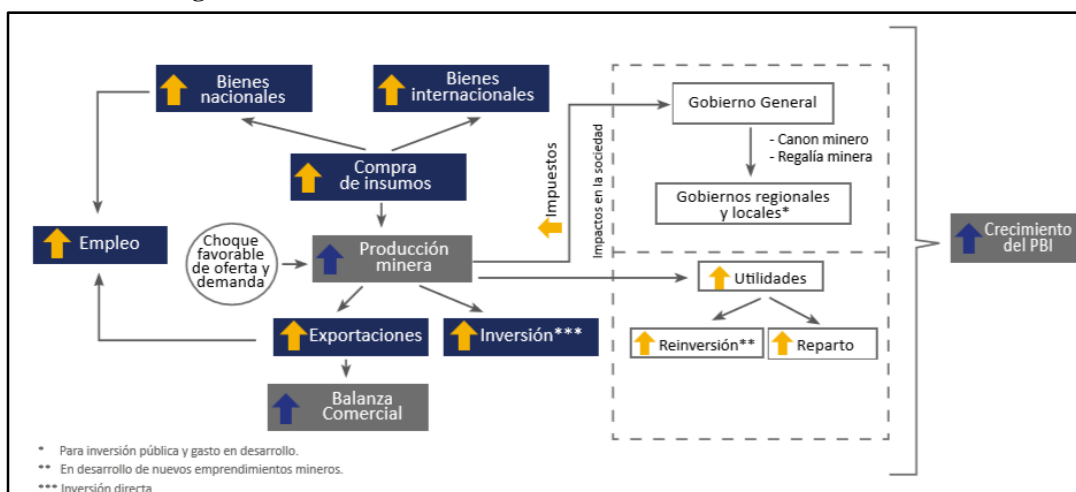 Bienes
nacionales
Bienes
internacionales
Compra
de insumos
Empleo
Choque
favorable
de oferta y
demanda
Producción
minera
Exportaciones
Inversión***
Balanza
Comercial
Impuestos
Impactos en la sociedad
Gobierno General
- Canon minero
- Regalía minera
Gobiernos regionales
y locales*
Utilidades
Reinversión**
Reparto
Crecimiento
del PBI
* Para inversión pública y gasto en desarrollo.
** En desarrollo de nuevos emprendimientos mineros.
*** Inversión directa